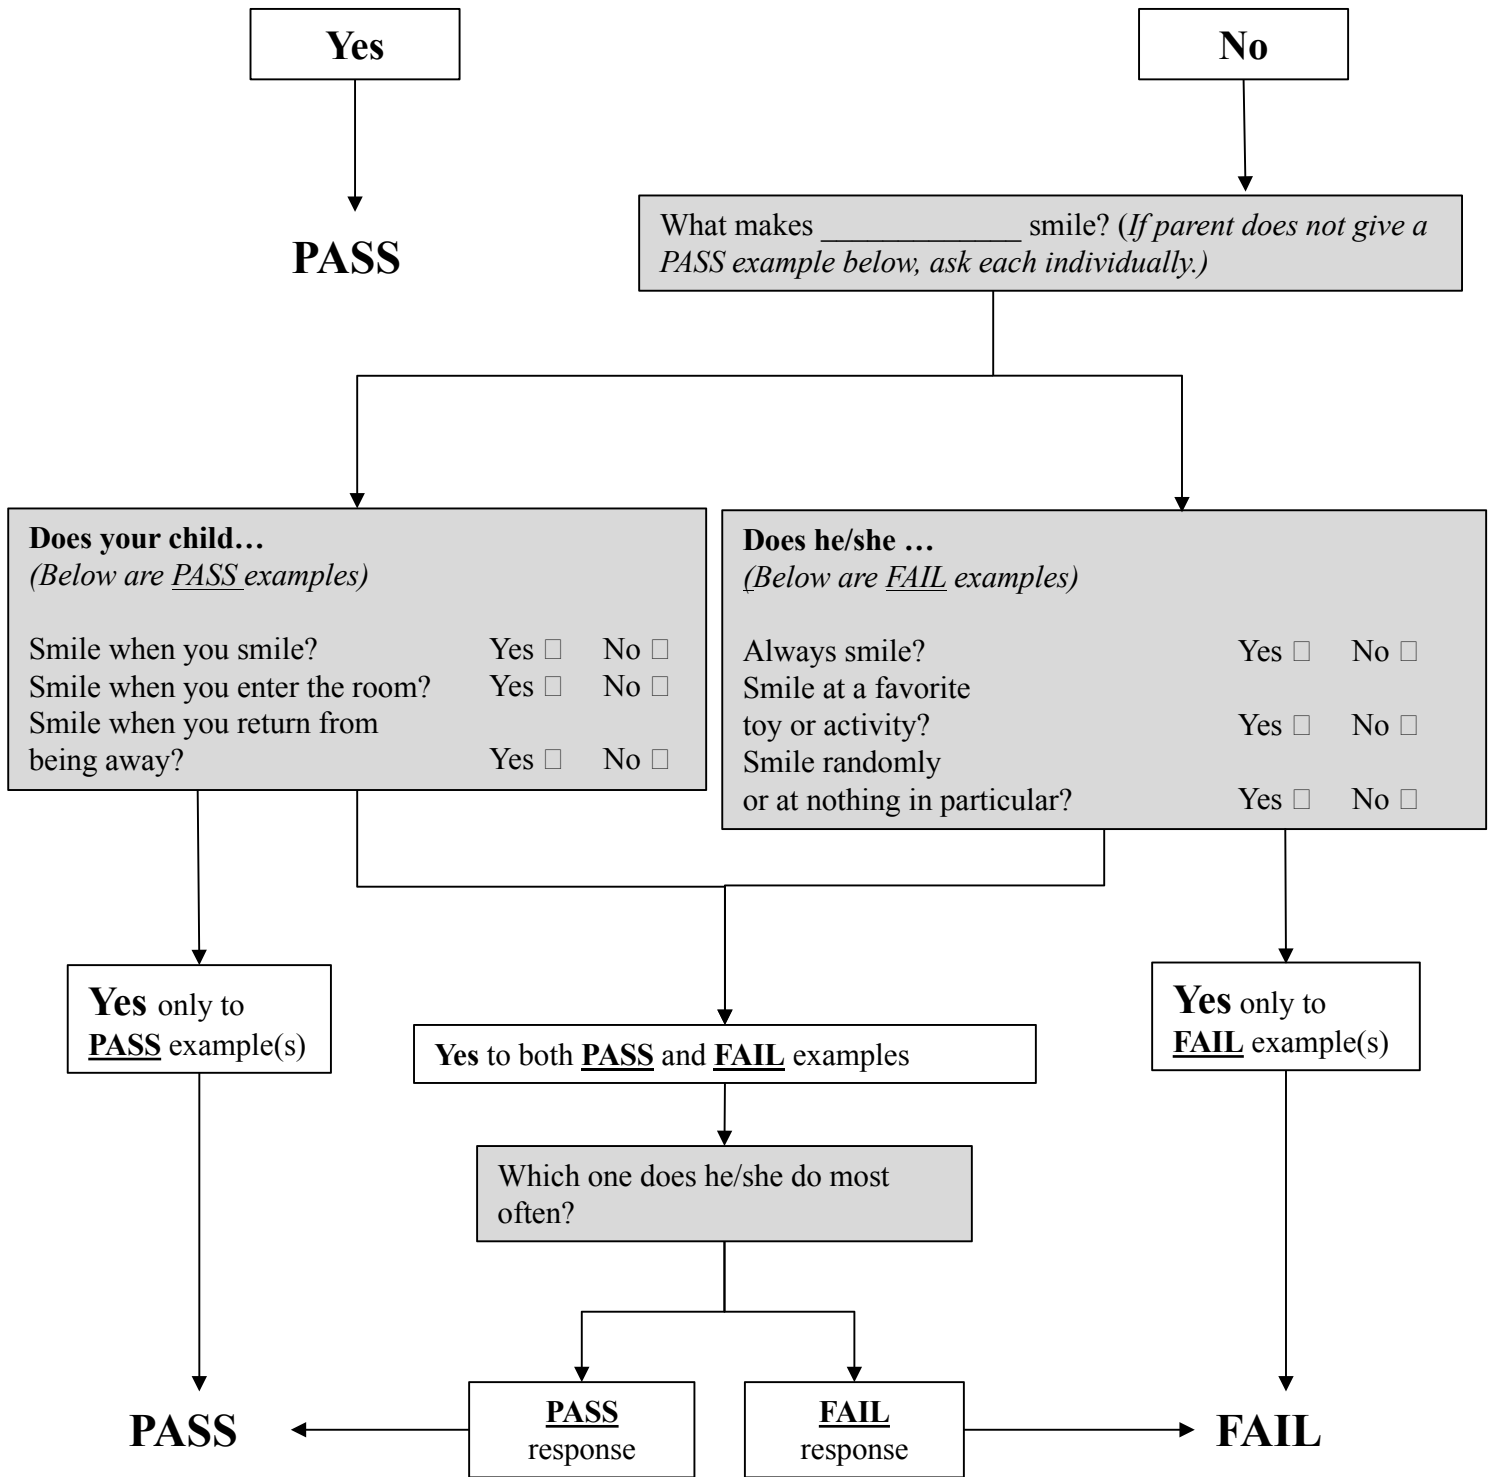 Yes
No
PASS
What makes _____________ smile? (If parent does not give a
PASS example below, ask each individually.)
Does your child…
(Below are PASS examples)
Smile when you smile? Yes □ No □
Smile when you enter the room? Yes □ No □
Smile when you return from
being away? Yes □ No □
Does he/she …
(Below are FAIL examples)
Always smile? Yes □ No □
Smile at a favorite
toy or activity? Yes □ No □
Smile randomly
or at nothing in particular? Yes □ No □
Yes only to
PASS example(s)
Yes to both PASS and FAIL examples
Yes only to
FAIL example(s)
Which one does he/she do most
often?
PASS
PASS
response
FAIL
response
FAIL